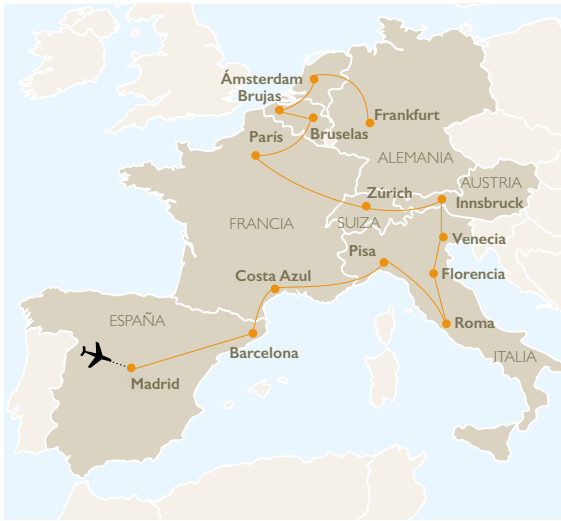 Ámsterdam
Brujas
Frankfurt
Bruselas
París
ALEMANIA
AUSTRIA
Zúrich
Innsbruck
FRANCIA
SUIZA
Venecia
Pisa
Costa Azul
Florencia
ESPAÑA
Roma
Barcelona
ITALIA
Madrid